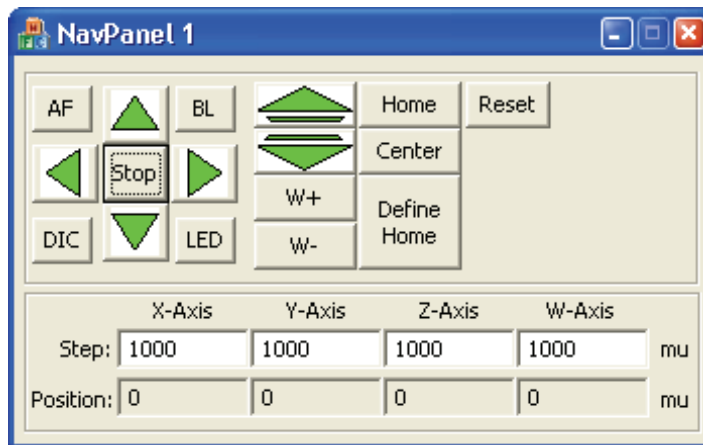 NavPanel 1
AF BL Home Reset
Stop Center
W+ Define
Home
DIC LED W-
X-Axis Y-Axis Z-Axis W-Axis
Step: 1000 1000 1000 1000 mu
Position: 0 0 0 0 mu